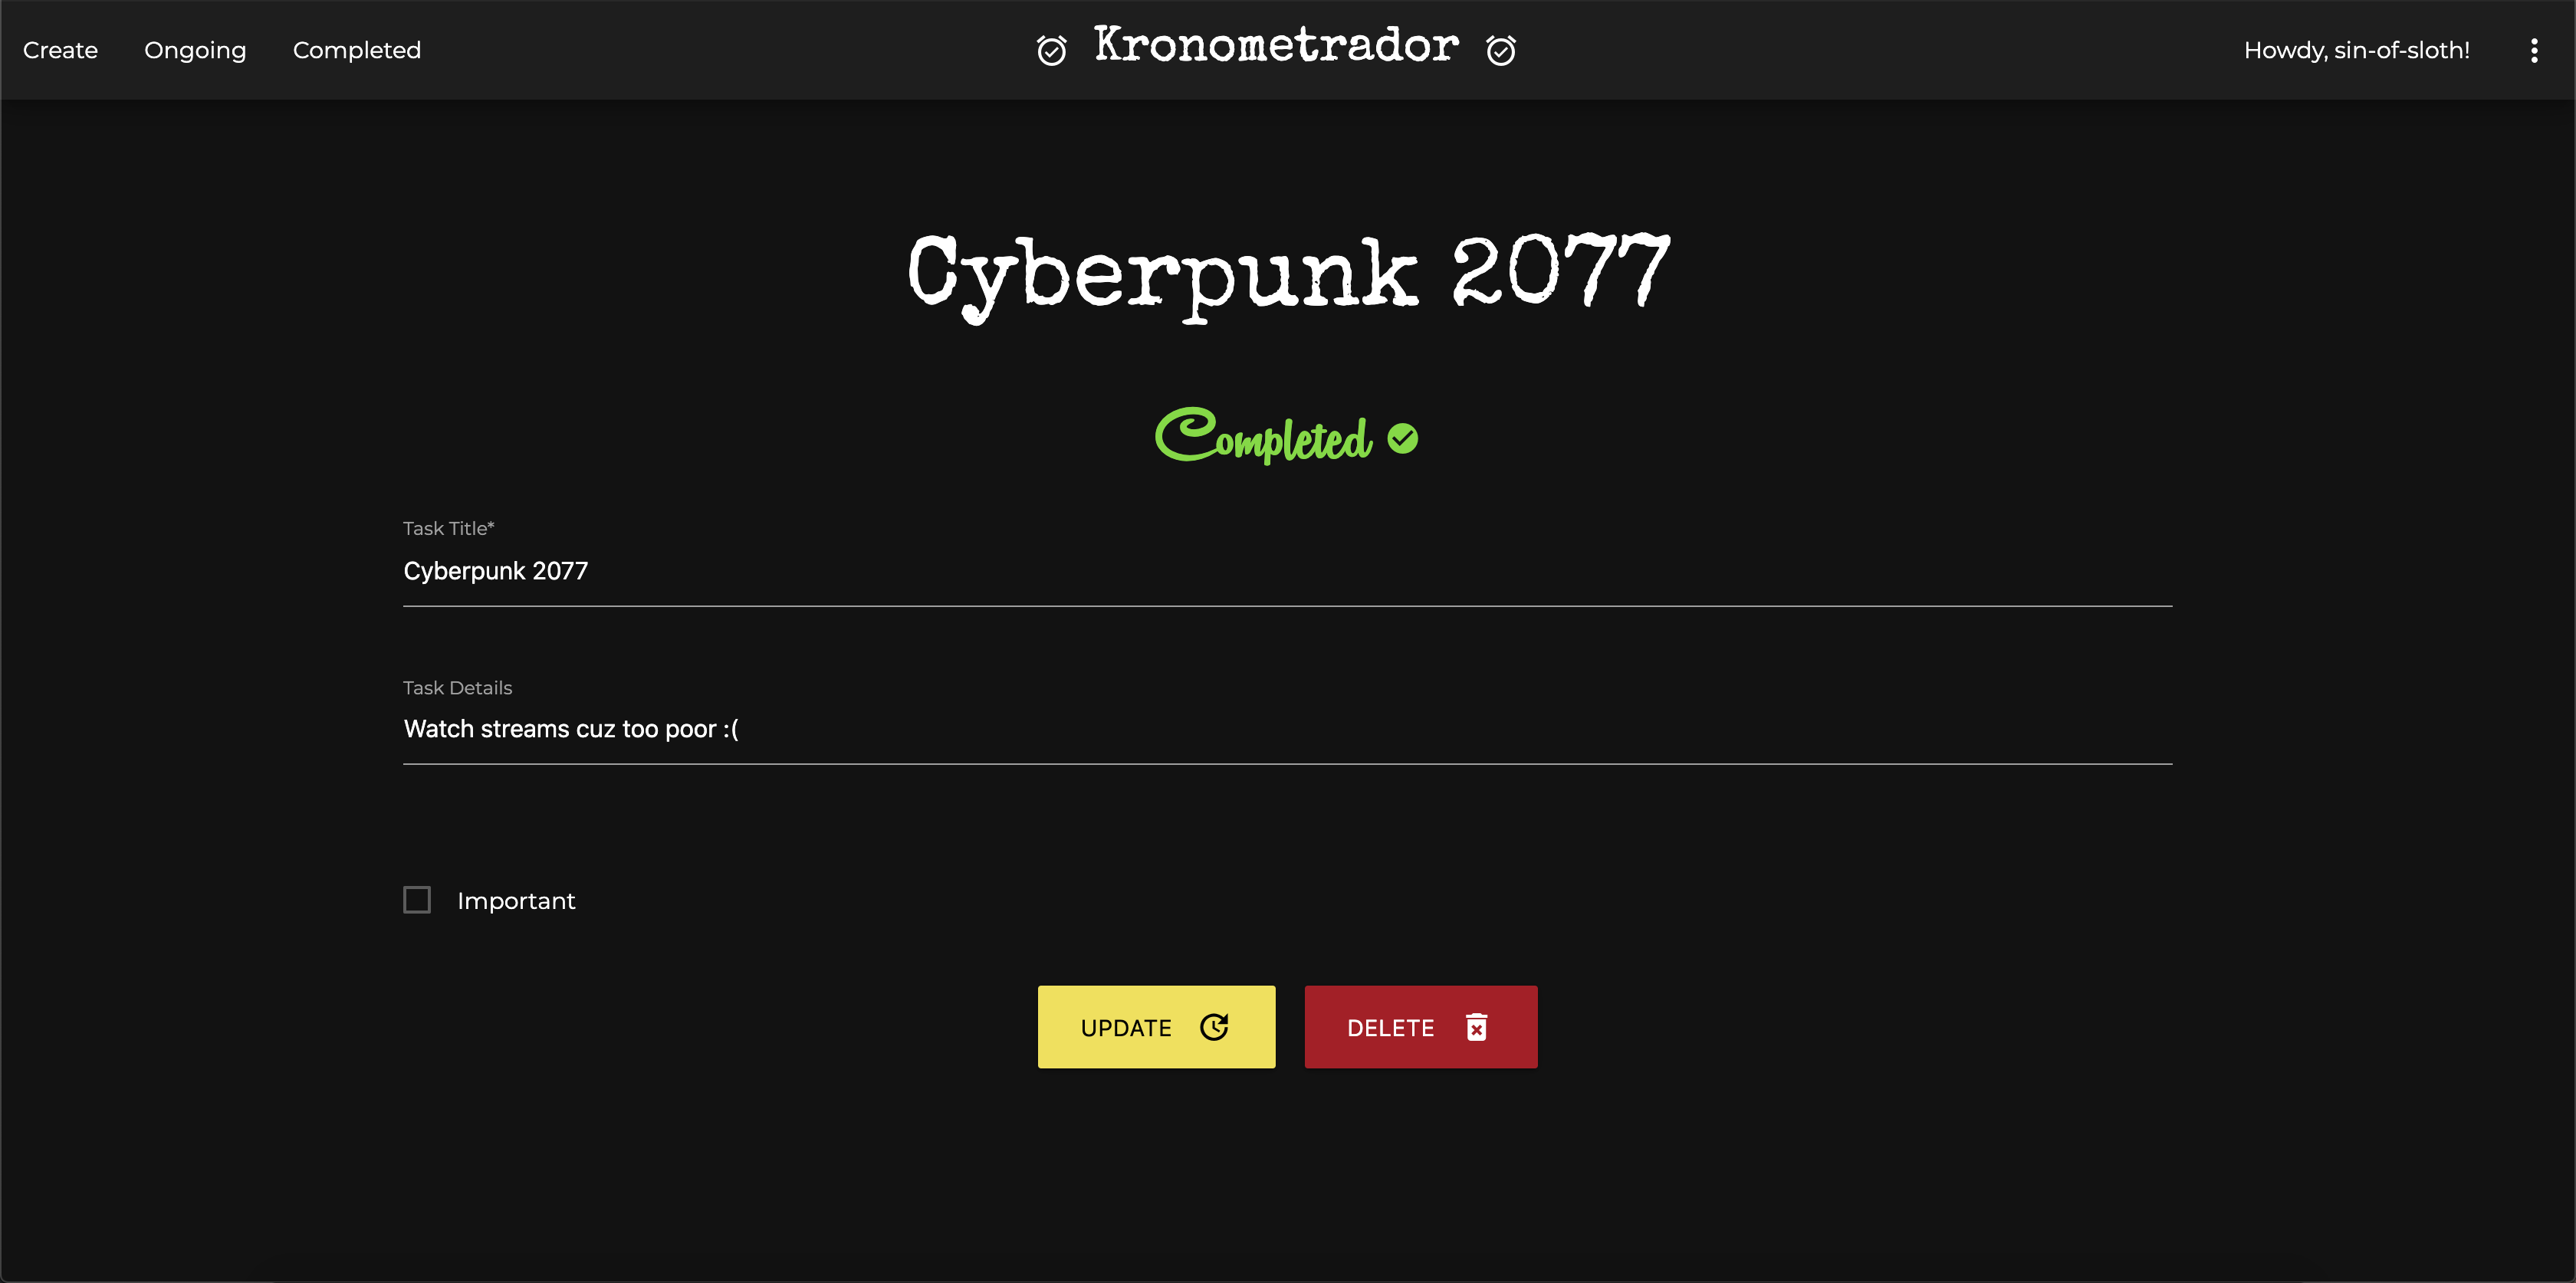 Create Ongoing Completed Kronometrador Howdy, sin-of-sloth!
Cyberpunk 2077
Completed
Task Title*
Cyberpunk 2077
Task Details
Watch streams cuz too poor :(
Important
UPDATE DELETE